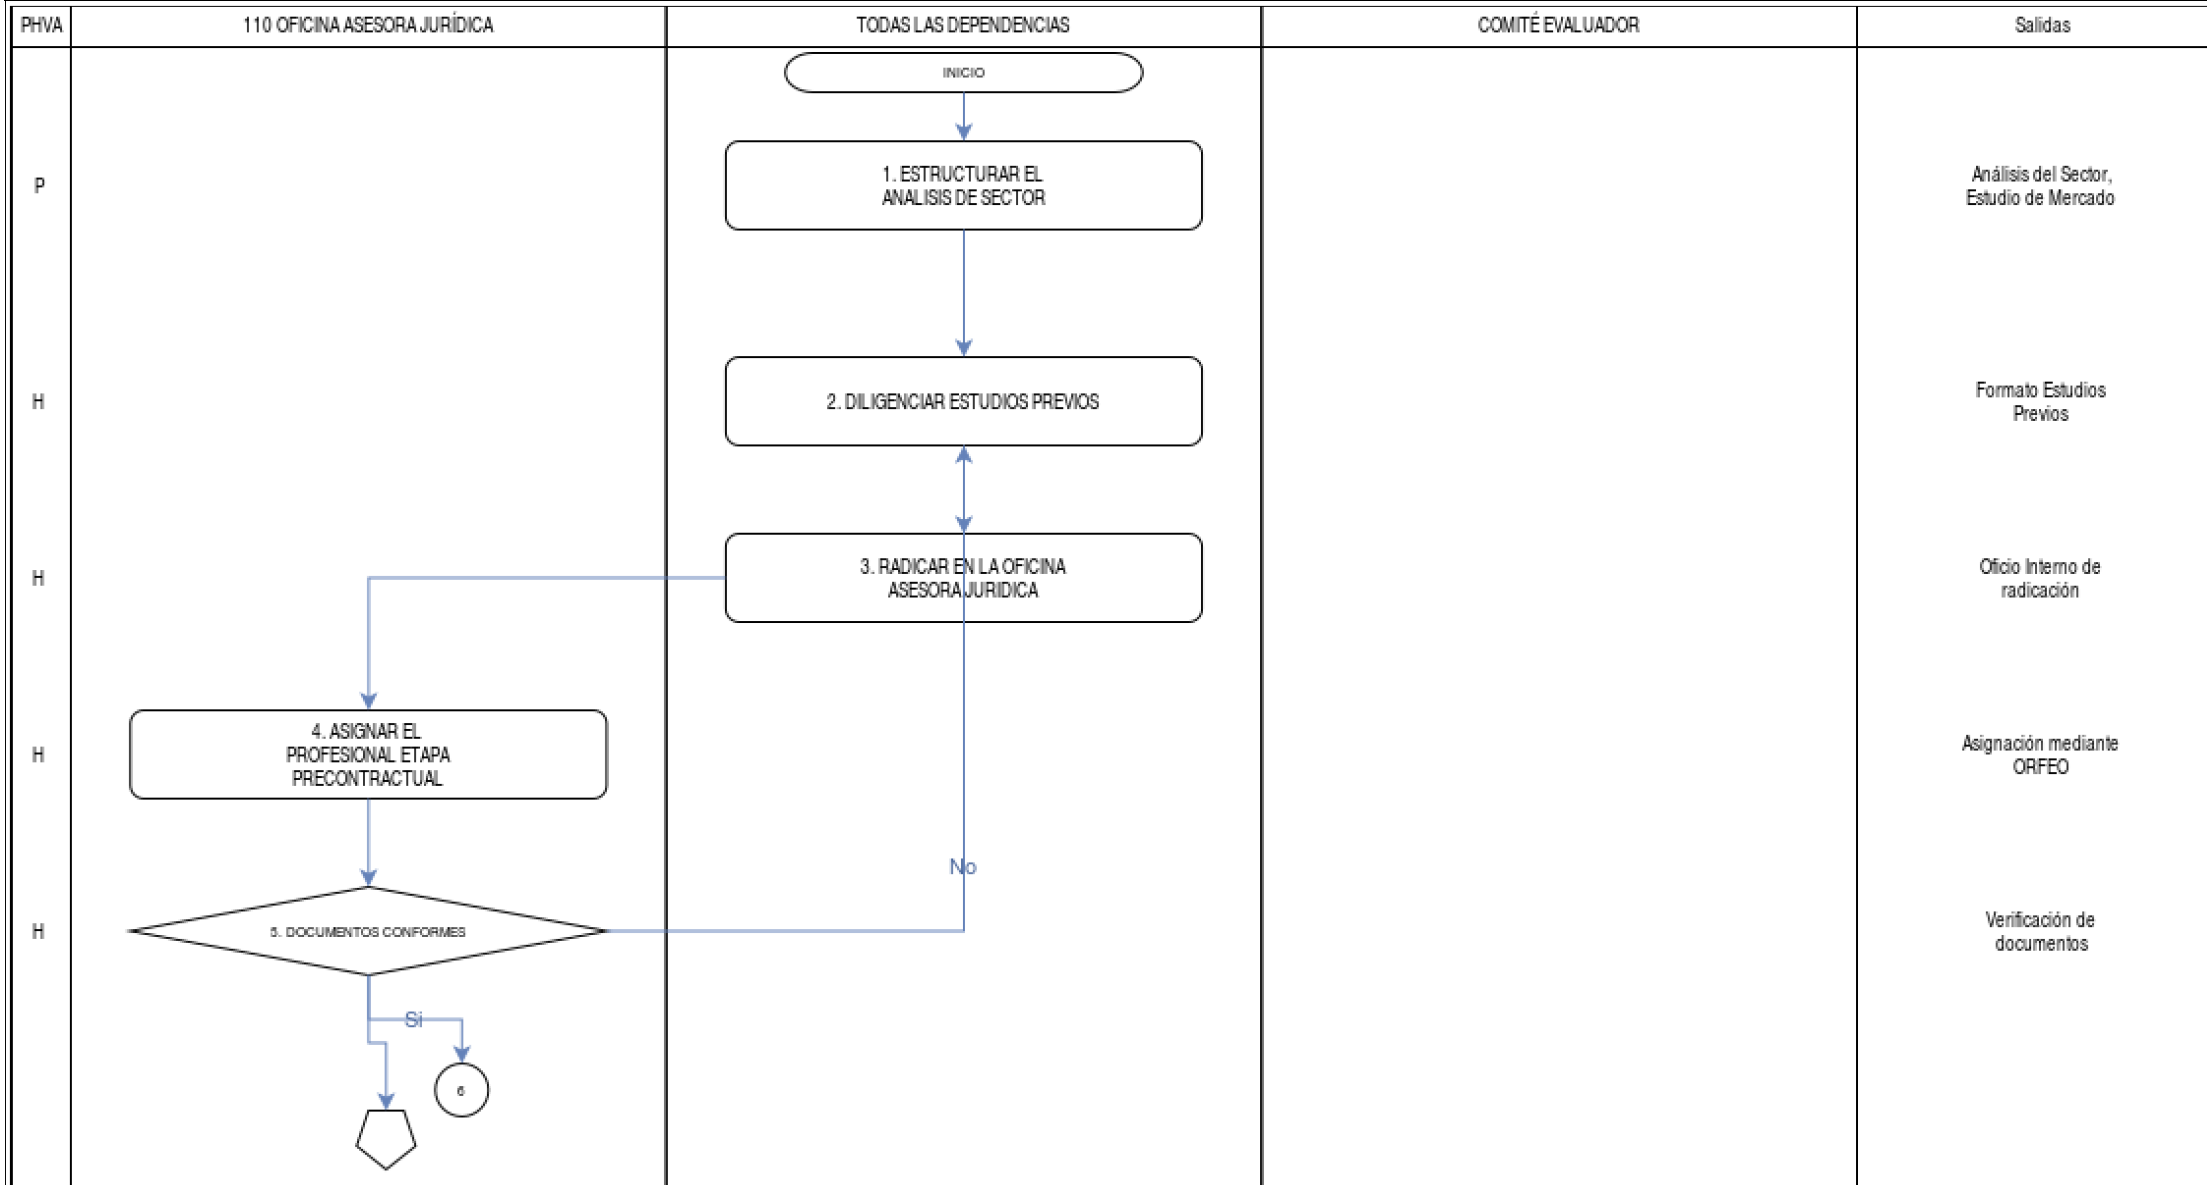 PHVA
110 OFICINA ASESORA JURÍDICA
TODAS LAS DEPENDENCIAS
COMITÉ EVALUADOR
Salidas
INICIO
P
1. ESTRUCTURAR EL
ANALISIS DE SECTOR
Análisis del Sector,
Estudio de Mercado
H
2. DILIGENCIAR ESTUDIOS PREVIOS
Formato Estudios
Previos
H
3. RADICAR EN LA OFICINA
ASESORA JURIDICA
Oficio Interno de
radicación
H
4. ASIGNAR EL
PROFESIONAL ETAPA
PRECONTRACTUAL
Asignación mediante
ORFEO
No
H
5. DOCUMENTOS CONFORMES
Verificación de
documentos
Si
6